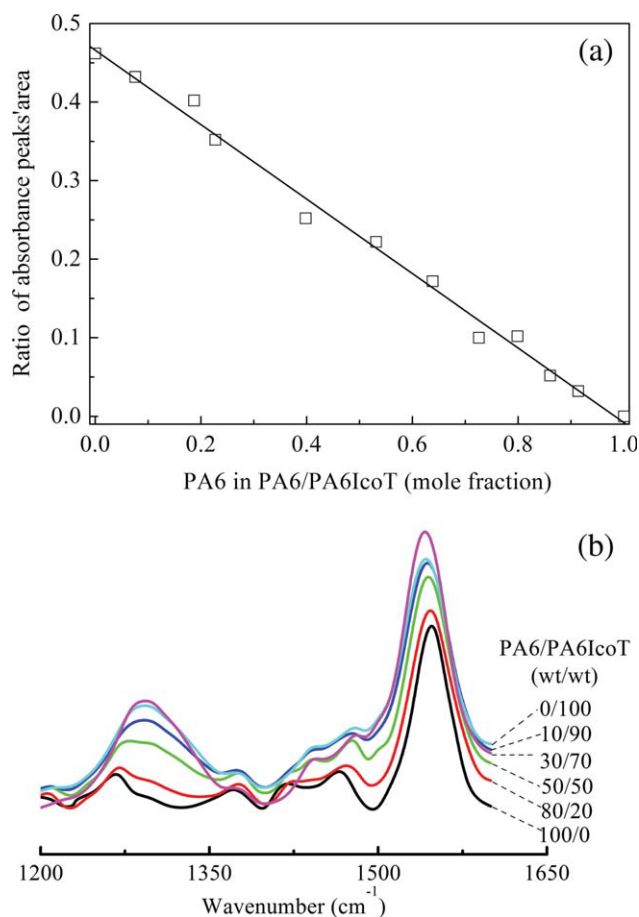 (a)
0.5
0.4
0.3
0.2
0.1
0.0
Ratio of absorbance peaks'area
0.0 0.2 0.4 0.6 0.8 1.0
PA6 in PA6/PA6IcoT (mole fraction)
(b)
PA6/PA6IcoT
(wt/wt)
0/100
10/90
30/70
50/50
80/20
100/0
1200 1350 1500 1650
Wavenumber (cm-1)